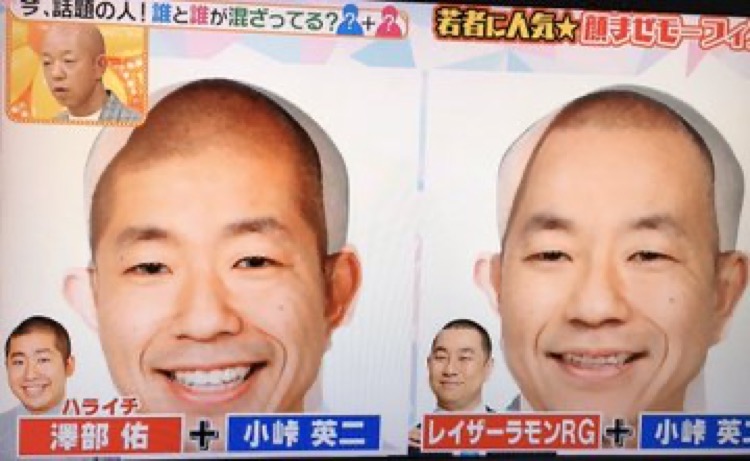 今、話題の人!誰と誰が混ざってる??+?
若者に人気★顔まぜモーフィ
ハライチ
澤部 佑 + 小峠 英二
レイザーラモンRG + 小峠 英二